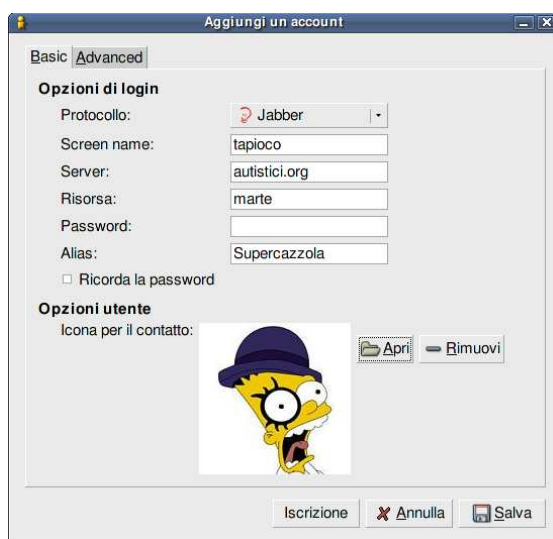 Aggiungi un account
Basic Advanced
Opzioni di login
Protocollo: Jabber
Screen name: tapioco
Server: autistici.org
Risorsa: marte
Password:
Alias: Supercazzola
Ricorda la password
Opzioni utente
Icona per il contatto: Apri Rimuovi
Iscrizione Annulla Salva